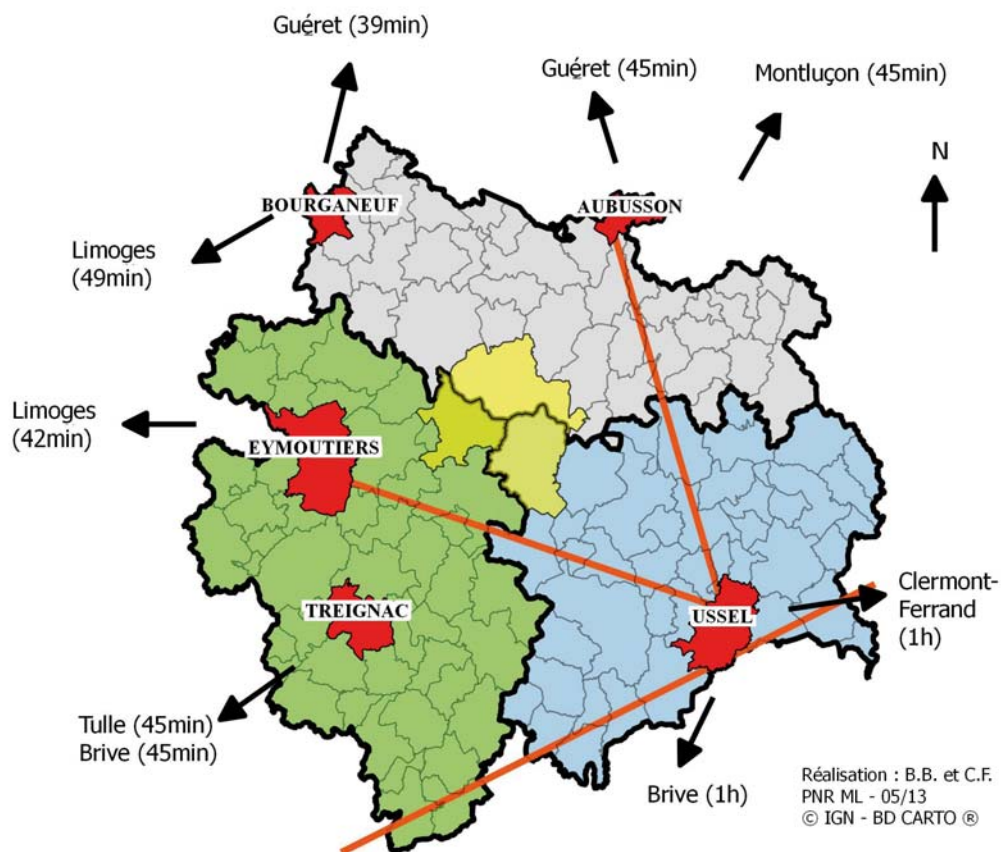 Guéret (39min)
Guéret (45min)
Montluçon (45min)
N
BOURGANEUF
AUBUSSON
Limoges
(49min)
Limoges
(42min)
EYMOUTIERS
Clermont-
Ferrand
(1h)
TREIGNAC
USSEL
Tulle (45min)
Brive (45min)
Brive (1h)
Réalisation : B.B. et C.F.
PNR ML - 05/13
© IGN - BD CARTO ®